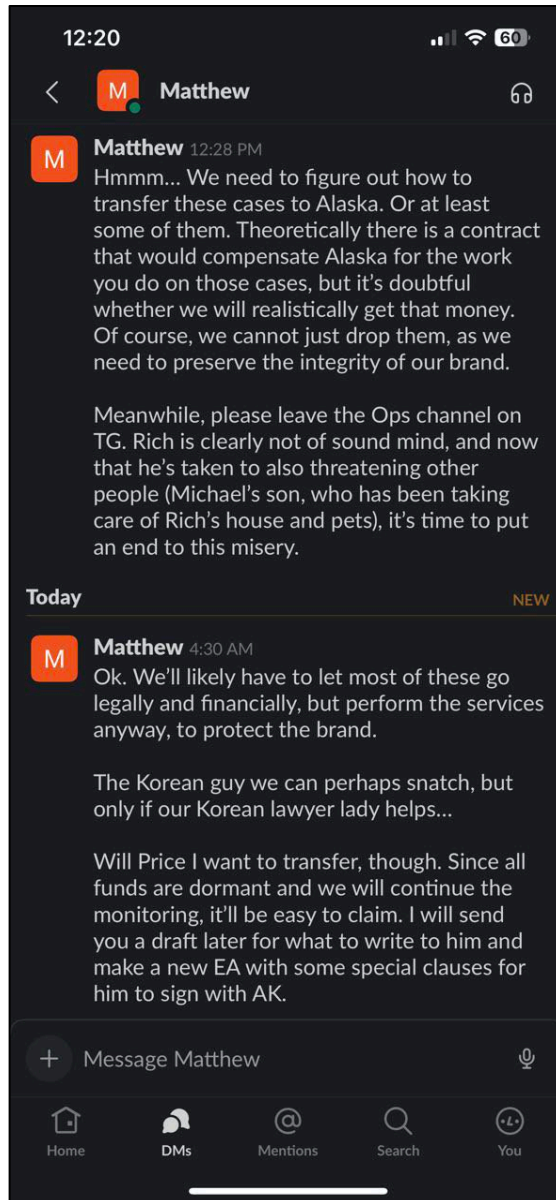 12:20
60
M
Matthew
M
Matthew 12:28 PM
Hmmm... We need to figure out how to
transfer these cases to Alaska. Or at least
some of them. Theoretically there is a contract
that would compensate Alaska for the work
you do on those cases, but it's doubtful
whether we will realistically get that money.
Of course, we cannot just drop them, as we
need to preserve the integrity of our brand.
Meanwhile, please leave the Ops channel on
TG. Rich is clearly not of sound mind, and now
that he's taken to also threatening other
people (Michael's son, who has been taking
care of Rich's house and pets), it's time to put
an end to this misery.
Today NEW
M
Matthew 4:30 AM
Ok. We'll likely have to let most of these go
legally and financially, but perform the services
anyway, to protect the brand.
The Korean guy we can perhaps snatch, but
only if our Korean lawyer lady helps...
Will Price I want to transfer, though. Since all
funds are dormant and we will continue the
monitoring, it'll be easy to claim. I will send
you a draft later for what to write to him and
make a new EA with some special clauses for
him to sign with AK.
Message Matthew
Home DMs Mentions Search You